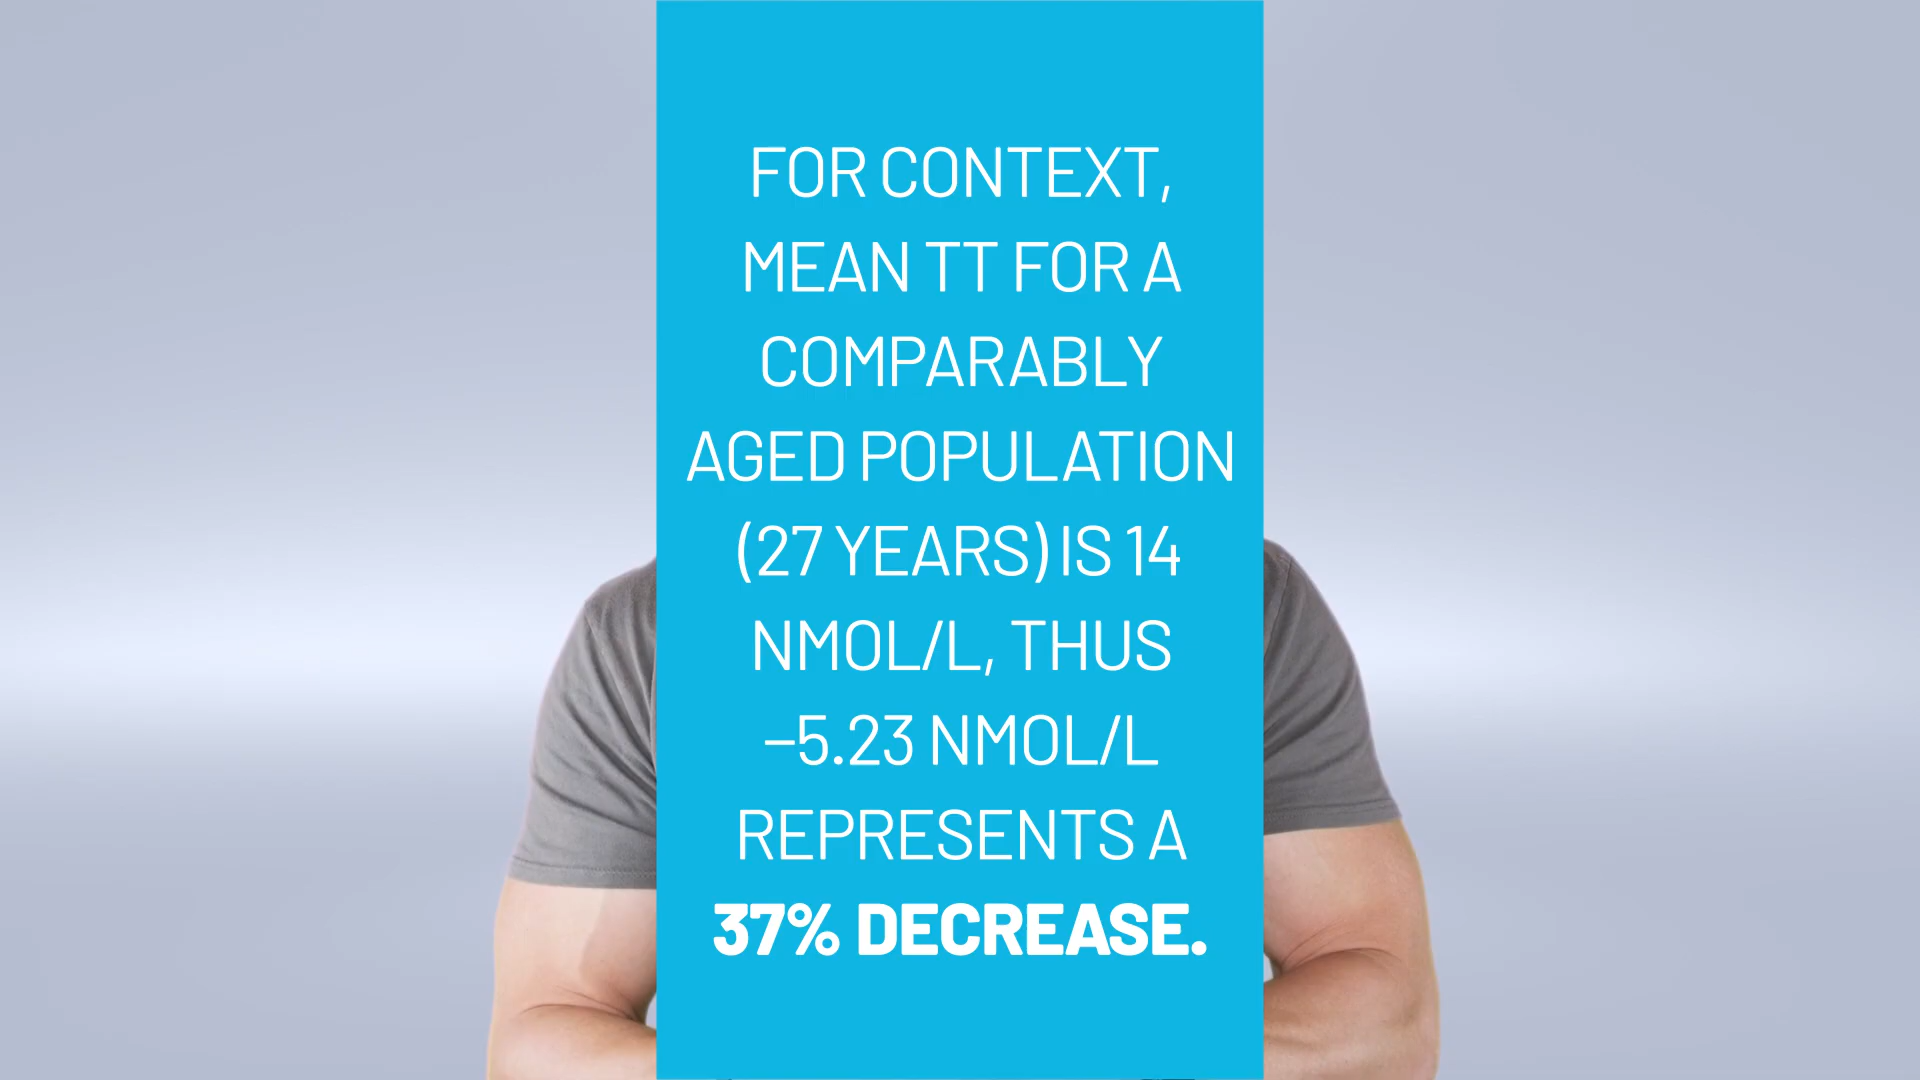 FOR CONTEXT,
MEAN TT FOR A
COMPARABLY
AGED POPULATION
(27 YEARS) IS 14
NMOL/L, THUS
–5.23 NMOL/L
REPRESENTS A
37% DECREASE.